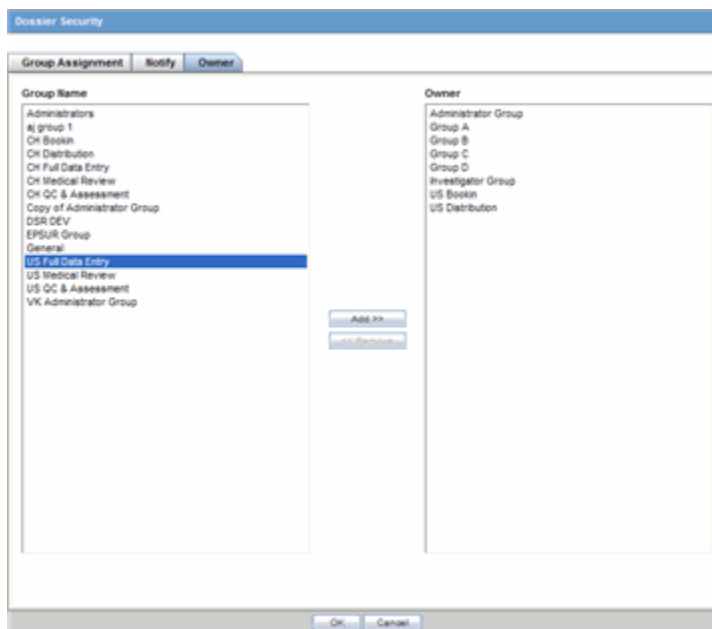 Dossier Security
Group Assignment
Notify
Owner
Group Name
Administrators
aj group 1
CH Bookin
CH Distribution
CH Full Data Entry
CH Medical Review
CH QC & Assessment
Copy of Administrator Group
DSR DEV
EPSUR Group
General
US Full Data Entry
US Medical Review
US QC & Assessment
VK Administrator Group
Add >>
<< Remove
Owner
Administrator Group
Group A
Group B
Group C
Group D
Investigator Group
US Bookin
US Distribution
OK
Cancel